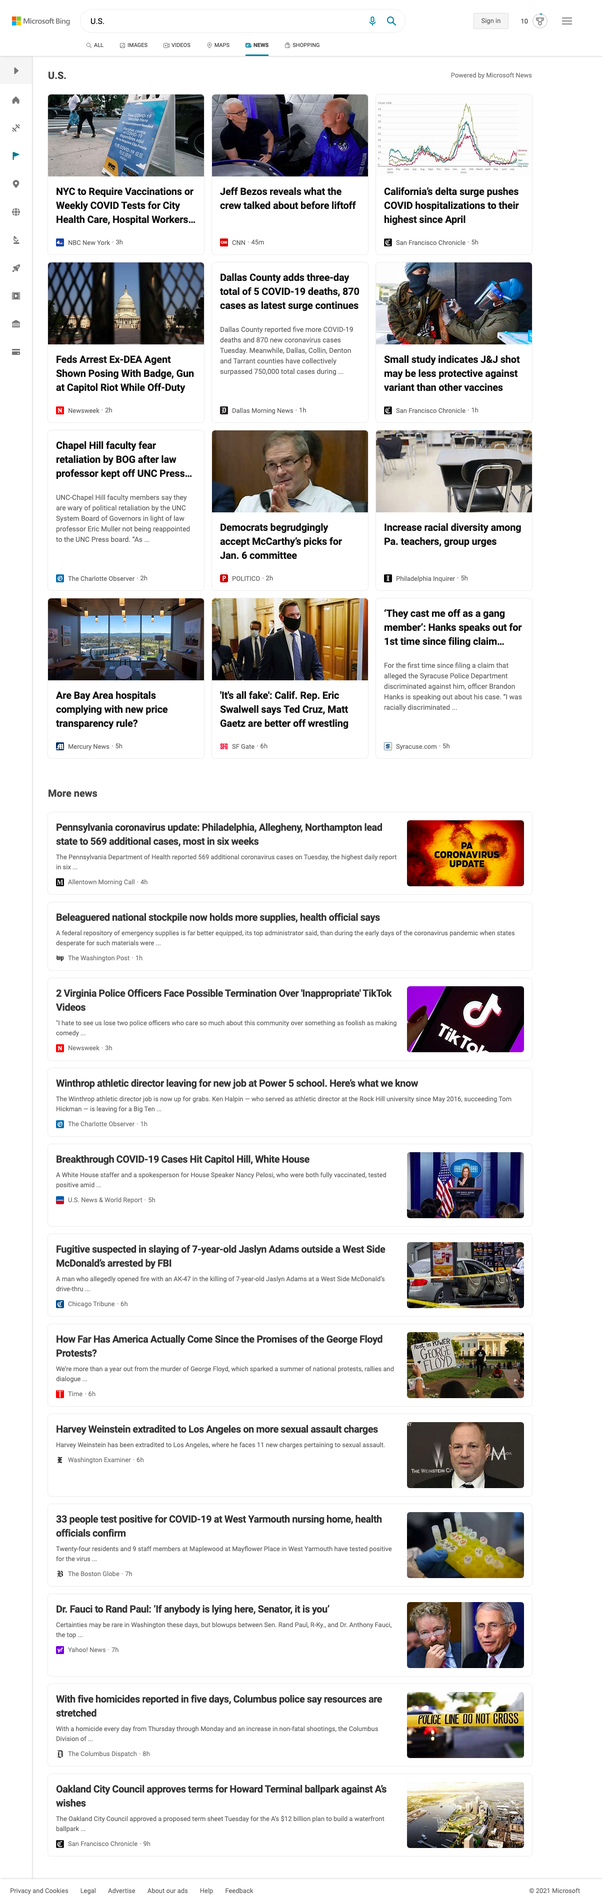 Microsoft Bing
U.S.
Sign in
10
ALL
IMAGES
VIDEOS
MAPS
NEWS
SHOPPING
U.S.
Powered by Microsoft News
NYC to Require Vaccinations or
Weekly COVID Tests for City
Health Care, Hospital Workers...
NBC New York · 3h
Jeff Bezos reveals what the
crew talked about before liftoff
CNN · 45m
California's delta surge pushes
COVID hospitalizations to their
highest since April
San Francisco Chronicle · 5h
Feds Arrest Ex-DEA Agent
Shown Posing With Badge, Gun
at Capitol Riot While Off-Duty
Newsweek · 2h
Dallas County adds three-day
total of 5 COVID-19 deaths, 870
cases as latest surge continues
Dallas County reported five more COVID-19
deaths and 870 new coronavirus cases
Tuesday. Meanwhile, Dallas, Collin, Denton
and Tarrant counties have collectively
surpassed 750,000 total cases during ...
Dallas Morning News · 1h
Small study indicates J&J shot
may be less protective against
variant than other vaccines
San Francisco Chronicle · 1h
Chapel Hill faculty fear
retaliation by BOG after law
professor kept off UNC Press...
UNC-Chapel Hill faculty members say they
are wary of political retaliation by the UNC
System Board of Governors in light of law
professor Eric Muller not being reappointed
to the UNC Press board. "As ...
The Charlotte Observer · 2h
Democrats begrudgingly
accept McCarthy's picks for
Jan. 6 committee
POLITICO · 2h
Increase racial diversity among
Pa. teachers, group urges
Philadelphia Inquirer · 5h
Are Bay Area hospitals
complying with new price
transparency rule?
Mercury News · 5h
'It's all fake': Calif. Rep. Eric
Swalwell says Ted Cruz, Matt
Gaetz are better off wrestling
SF Gate · 6h
'They cast me off as a gang
member': Hanks speaks out for
1st time since filing claim...
For the first time since filing a claim that
alleged the Syracuse Police Department
discriminated against him, officer Brandon
Hanks is speaking out about his case. "I was
racially discriminated ...
Syracuse.com · 5h
More news
Pennsylvania coronavirus update: Philadelphia, Allegheny, Northampton lead
state to 569 additional cases, most in six weeks
The Pennsylvania Department of Health reported 569 additional coronavirus cases on Tuesday, the highest daily report
in six ...
Allentown Morning Call · 4h
PA
CORONAVIRUS
UPDATE
Beleaguered national stockpile now holds more supplies, health official says
A federal repository of emergency supplies is far better equipped, its top administrator said, than during the early days of the coronavirus pandemic when states
desperate for such materials were ...
The Washington Post · 1h
2 Virginia Police Officers Face Possible Termination Over 'Inappropriate' TikTok
Videos
"I hate to see us lose two police officers who care so much about this community over something as foolish as making
comedy ...
Newsweek · 3h
TikTok
Winthrop athletic director leaving for new job at Power 5 school. Here's what we know
The Winthrop athletic director job is now up for grabs. Ken Halpin — who served as athletic director at the Rock Hill university since May 2016, succeeding Tom
Hickman — is leaving for a Big Ten ...
The Charlotte Observer · 1h
Breakthrough COVID-19 Cases Hit Capitol Hill, White House
A White House staffer and a spokesperson for House Speaker Nancy Pelosi, who were both fully vaccinated, tested
positive amid ...
U.S. News & World Report · 5h
Fugitive suspected in slaying of 7-year-old Jaslyn Adams outside a West Side
McDonald's arrested by FBI
A man who allegedly opened fire with an AK-47 in the killing of 7-year-old Jaslyn Adams at a West Side McDonald's
drive-thru ...
Chicago Tribune · 6h
How Far Has America Actually Come Since the Promises of the George Floyd
Protests?
We're more than a year out from the murder of George Floyd, which sparked a summer of national protests, rallies and
dialogue ...
Time · 6h
GEORGE
FLOYD
Harvey Weinstein extradited to Los Angeles on more sexual assault charges
Harvey Weinstein has been extradited to Los Angeles, where he faces 11 new charges pertaining to sexual assault.
Washington Examiner · 6h
33 people test positive for COVID-19 at West Yarmouth nursing home, health
officials confirm
Twenty-four residents and 9 staff members at Maplewood at Mayflower Place in West Yarmouth have tested positive
for the virus ...
The Boston Globe · 7h
Dr. Fauci to Rand Paul: 'If anybody is lying here, Senator, it is you'
Certainties may be rare in Washington these days, but blowups between Sen. Rand Paul, R-Ky., and Dr. Anthony Fauci,
the top ...
Yahoo! News · 7h
With five homicides reported in five days, Columbus police say resources are
stretched
With a homicide every day from Thursday through Monday and an increase in non-fatal shootings, the Columbus
Division of ...
The Columbus Dispatch · 8h
POLICE LINE DO NOT CROSS
Oakland City Council approves terms for Howard Terminal ballpark against A's
wishes
The Oakland City Council approved a proposed term sheet Tuesday for the A's $12 billion plan to build a waterfront
ballpark ...
San Francisco Chronicle · 9h
Privacy and Cookies
Legal
Advertise
About our ads
Help
Feedback
© 2021 Microsoft